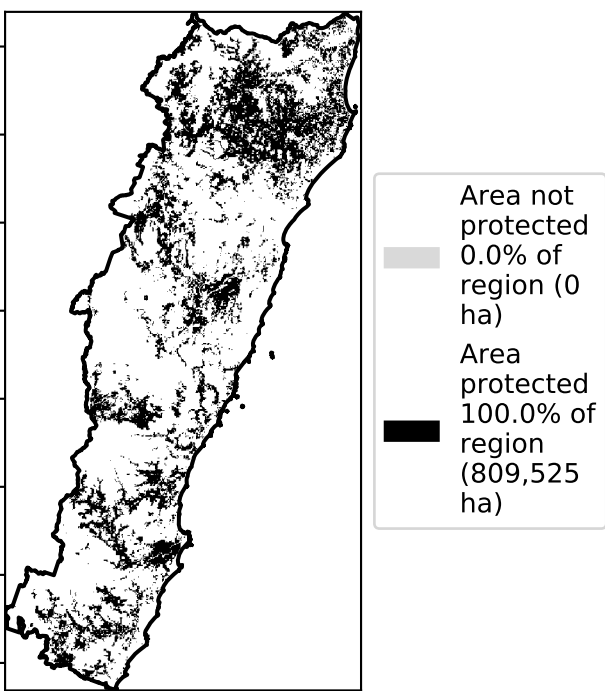 Area not
protected
0.0% of
region (0
ha)
Area
protected
100.0% of
region
(809,525
ha)